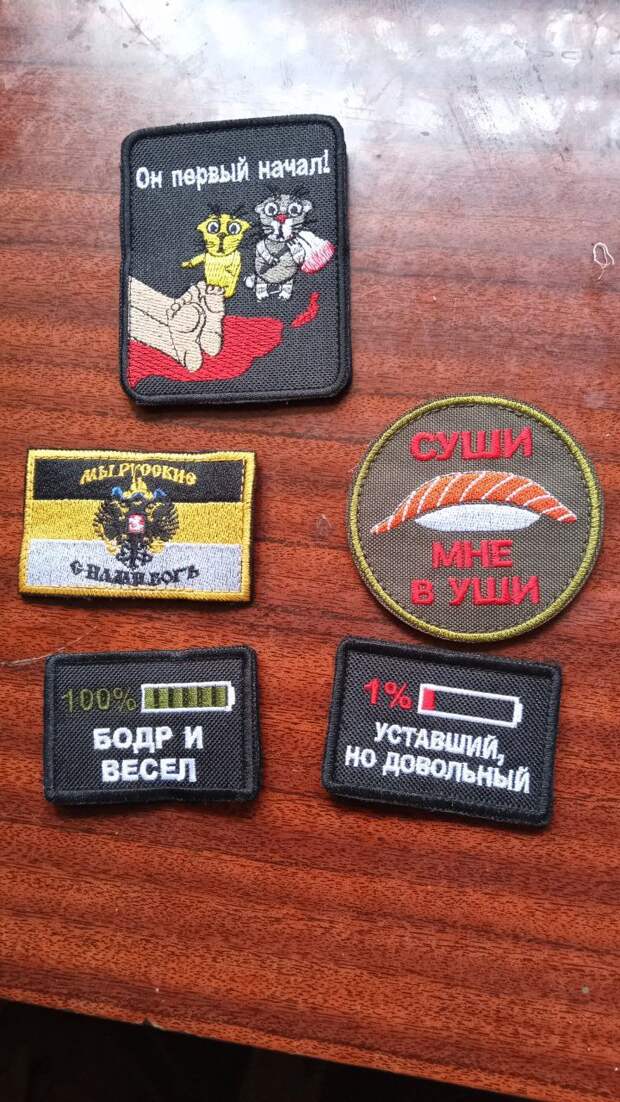 Он первый начал!
МЫ РУССКИЕ
С НАМИ БОГЪ
СУШИ
МНЕ
В УШИ
100%
БОДР И
ВЕСЕЛ
1%
УСТАВШИЙ,
НО ДОВОЛЬНЫЙ